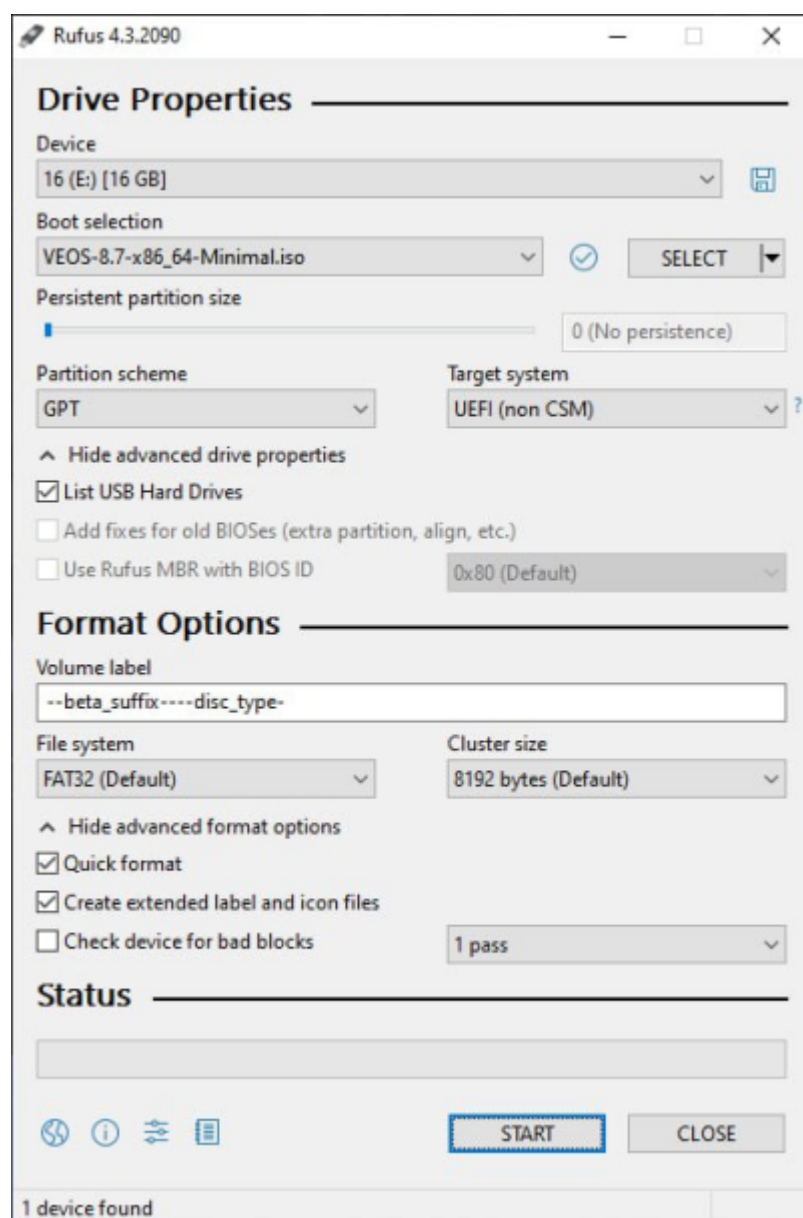 Rufus 4.3.2090
Drive Properties
Device
16 (E:) [16 GB]
Boot selection
VEOS-8.7-x86_64-Minimal.iso
SELECT
Persistent partition size
0 (No persistence)
Partition scheme
Target system
GPT
UEFI (non CSM)
?
Hide advanced drive properties
List USB Hard Drives
Add fixes for old BIOSes (extra partition, align, etc.)
Use Rufus MBR with BIOS ID
0x80 (Default)
Format Options
Volume label
--beta_suffix----disc_type-
File system
Cluster size
FAT32 (Default)
8192 bytes (Default)
Hide advanced format options
Quick format
Create extended label and icon files
Check device for bad blocks
1 pass
Status
START
CLOSE
1 device found